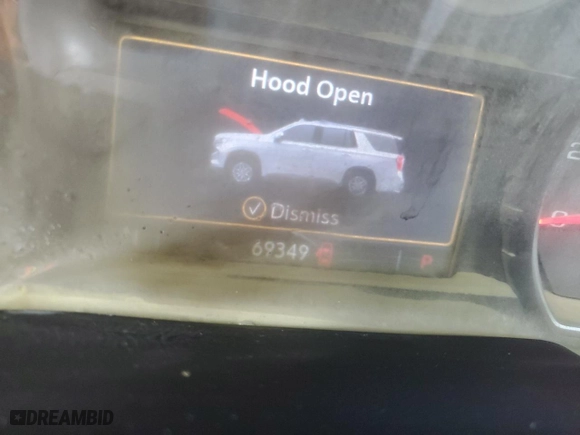 Hood Open
Dismiss
69349
P
DREAMBID